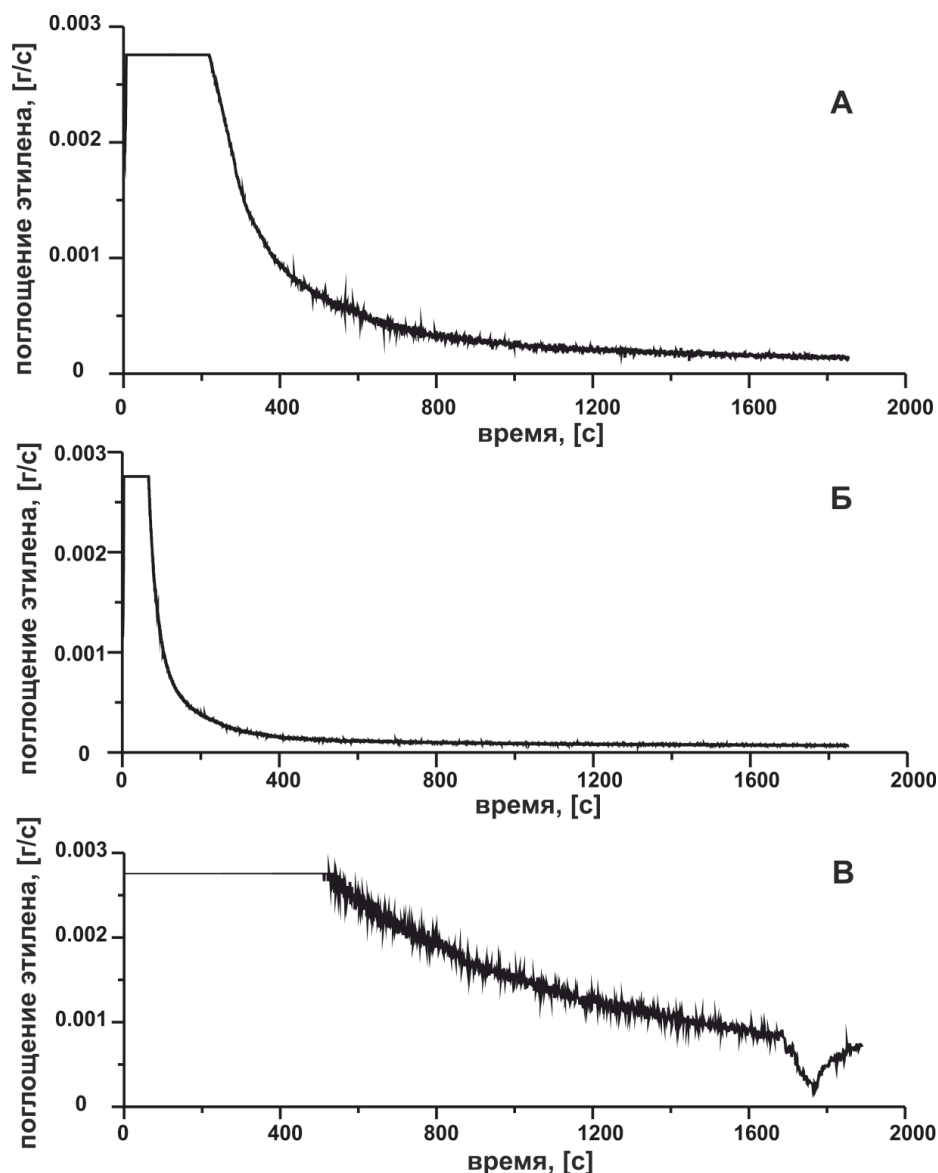 поглощение этилена, [г/с]
0.003
А
0.002
0.001
0
0 400 800 1200 1600 2000
время, [с]
поглощение этилена, [г/с]
0.003
Б
0.002
0.001
0
0 400 800 1200 1600 2000
время, [с]
поглощение этилена, [г/с]
0.003
В
0.002
0.001
0
0 400 800 1200 1600 2000
время, [с]